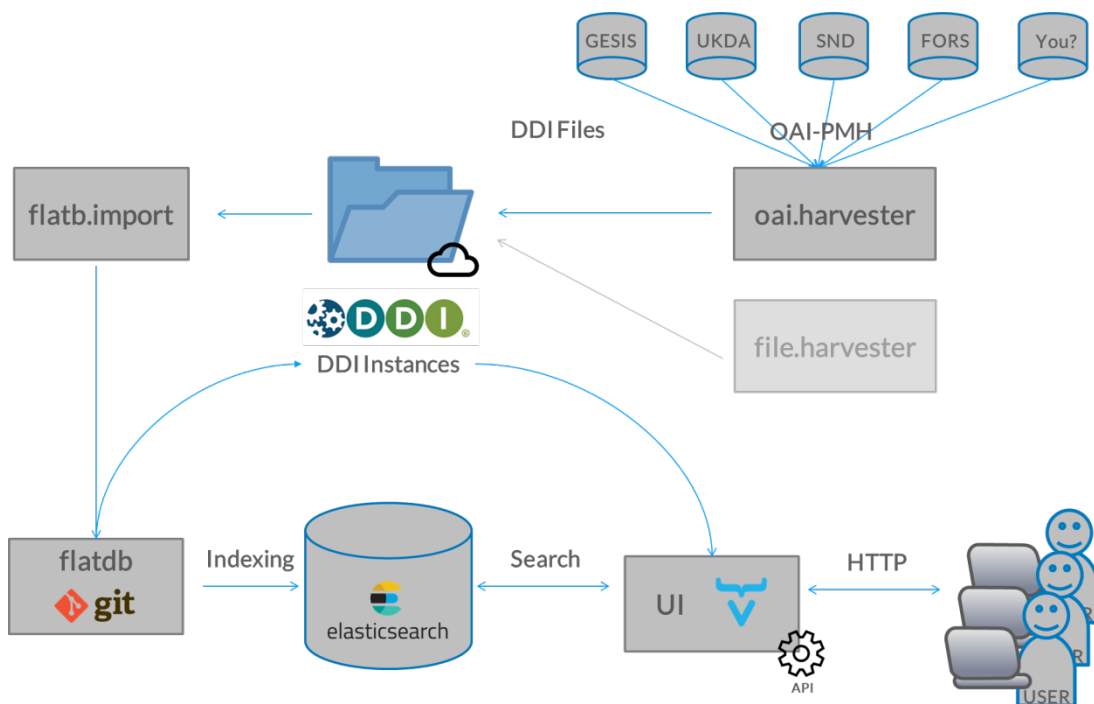 GESIS
UKDA
SND
FORS
You?
DDI Files
OAI-PMH
flatb.import
oai.harvester
DDI®
file.harvester
DDI Instances
flatdb
git
Indexing
elasticsearch
Search
UI
API
HTTP
R
R
USER